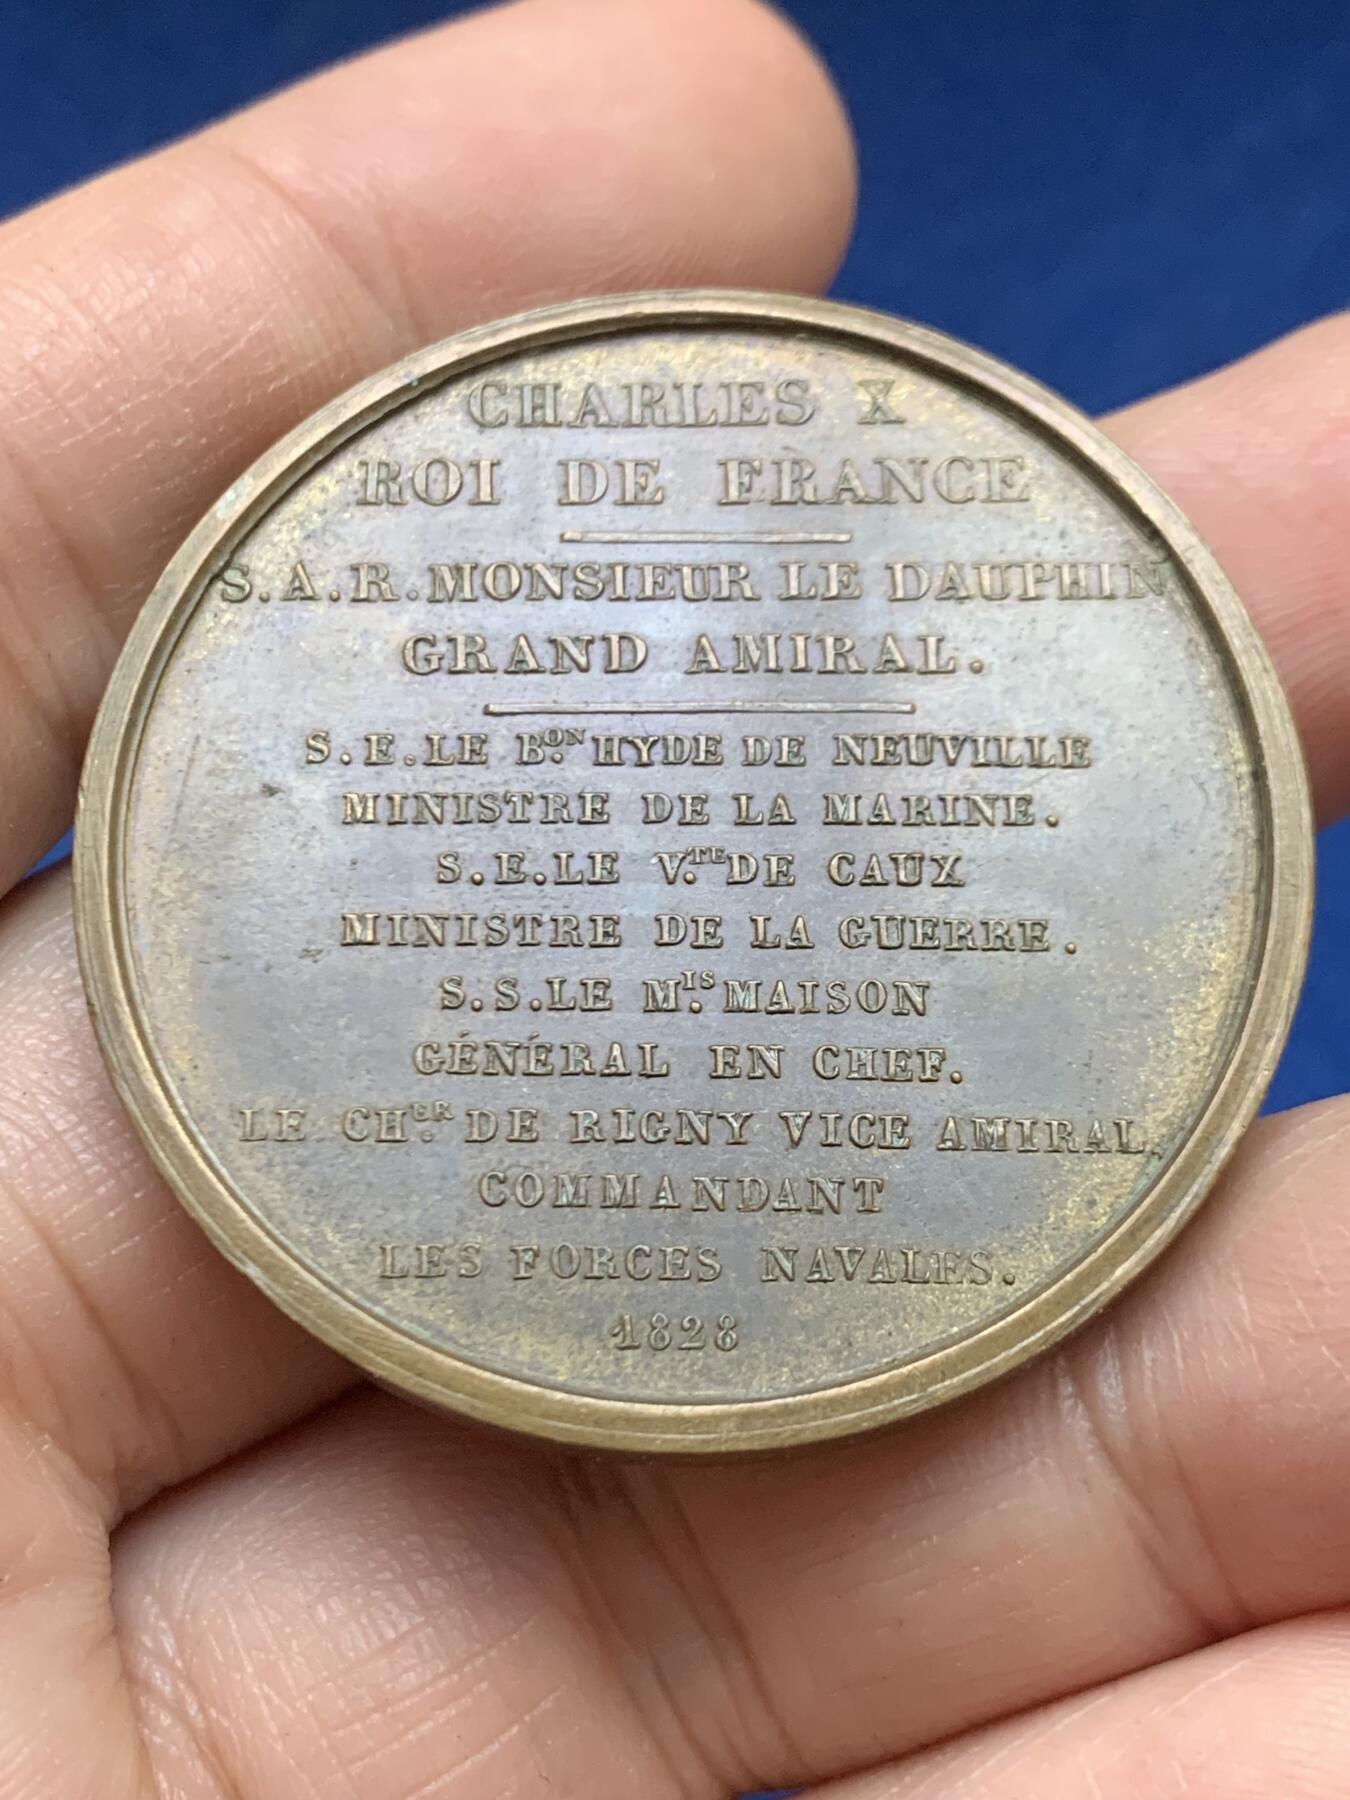 CHARLES X
ROI DE FRANCE
S.A.R. MONSIEUR LE DAUPHIN
GRAND AMIRAL.
S.E. LE B.ON HYDE DE NEUVILLE
MINISTRE DE LA MARINE.
S.E. LE V.TE DE CAUX
MINISTRE DE LA GUERRE.
S.S. LE M.IS MAISON
GÉNÉRAL EN CHEF.
LE CH.ER DE RIGNY VICE AMIRAL,
COMMANDANT
LES FORCES NAVALES.
1828